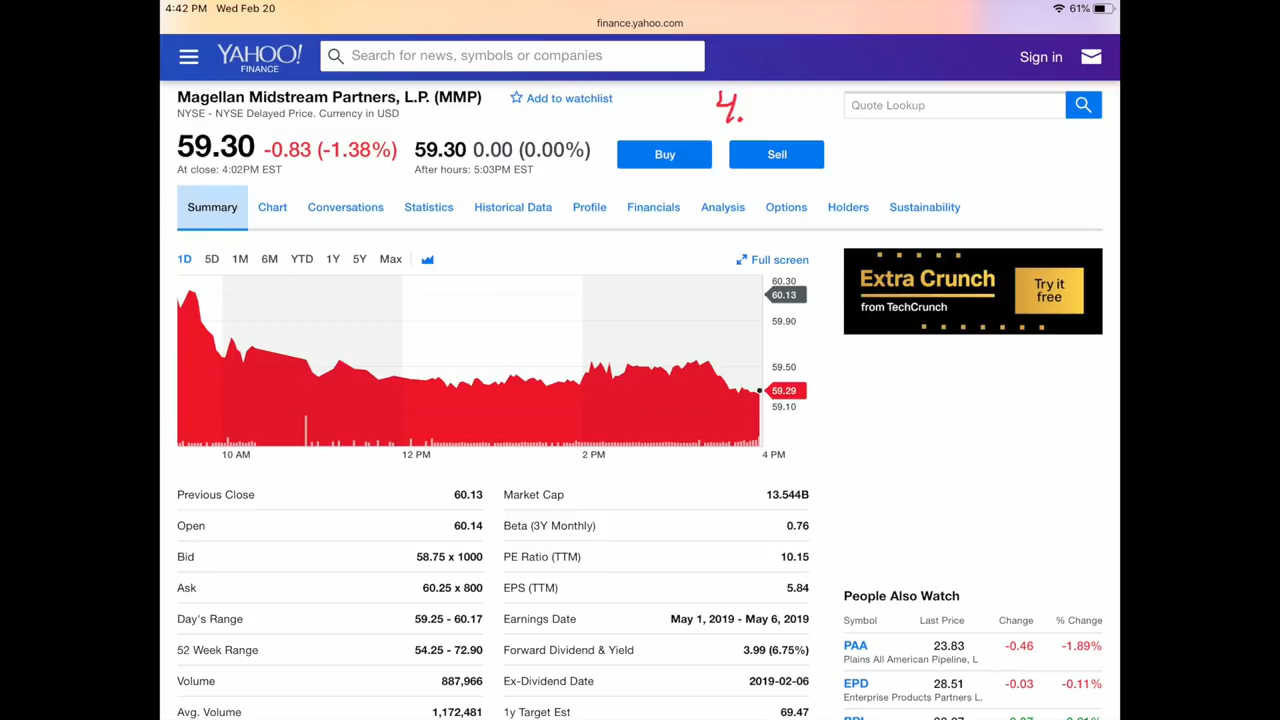 4:42 PM Wed Feb 20
61%
finance.yahoo.com
YAHOO!
FINANCE
Search for news, symbols or companies
Sign in
Magellan Midstream Partners, L.P. (MMP)
Add to watchlist
4.
Quote Lookup
NYSE - NYSE Delayed Price. Currency in USD
59.30 -0.83 (-1.38%)
At close: 4:02PM EST
59.30 0.00 (0.00%)
After hours: 5:03PM EST
Buy
Sell
Summary Chart Conversations Statistics Historical Data Profile Financials Analysis Options Holders Sustainability
1D 5D 1M 6M YTD 1Y 5Y Max
Full screen
60.30
60.13
59.90
59.50
59.29
59.10
10 AM 12 PM 2 PM 4 PM
Extra Crunch
from TechCrunch
Try it
free
Previous Close 60.13
Open 60.14
Bid 58.75 x 1000
Ask 60.25 x 800
Day's Range 59.25 - 60.17
52 Week Range 54.25 - 72.90
Volume 887,966
Avg. Volume 1,172,481
Market Cap 13.544B
Beta (3Y Monthly) 0.76
PE Ratio (TTM) 10.15
EPS (TTM) 5.84
Earnings Date May 1, 2019 - May 6, 2019
Forward Dividend & Yield 3.99 (6.75%)
Ex-Dividend Date 2019-02-06
1y Target Est 69.47
People Also Watch
Symbol Last Price Change % Change
PAA 23.83 -0.46 -1.89%
Plains All American Pipeline, L
EPD 28.51 -0.03 -0.11%
Enterprise Products Partners L.